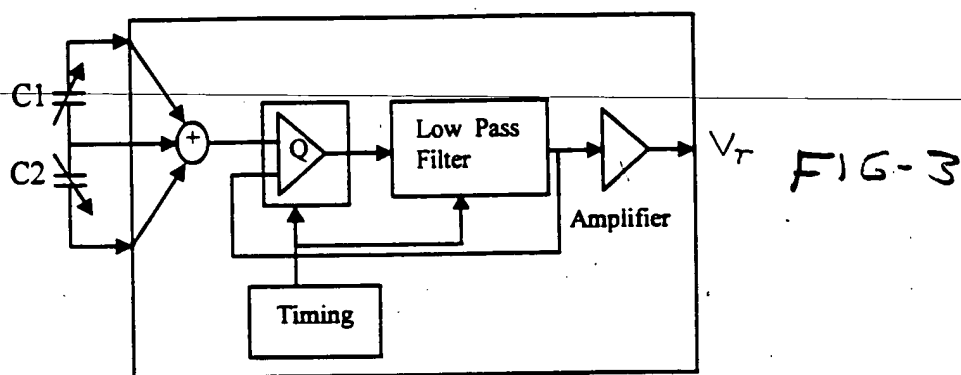 C1
C2
+
Q
Low Pass
Filter
Amplifier
Timing
V_T
FIG-3